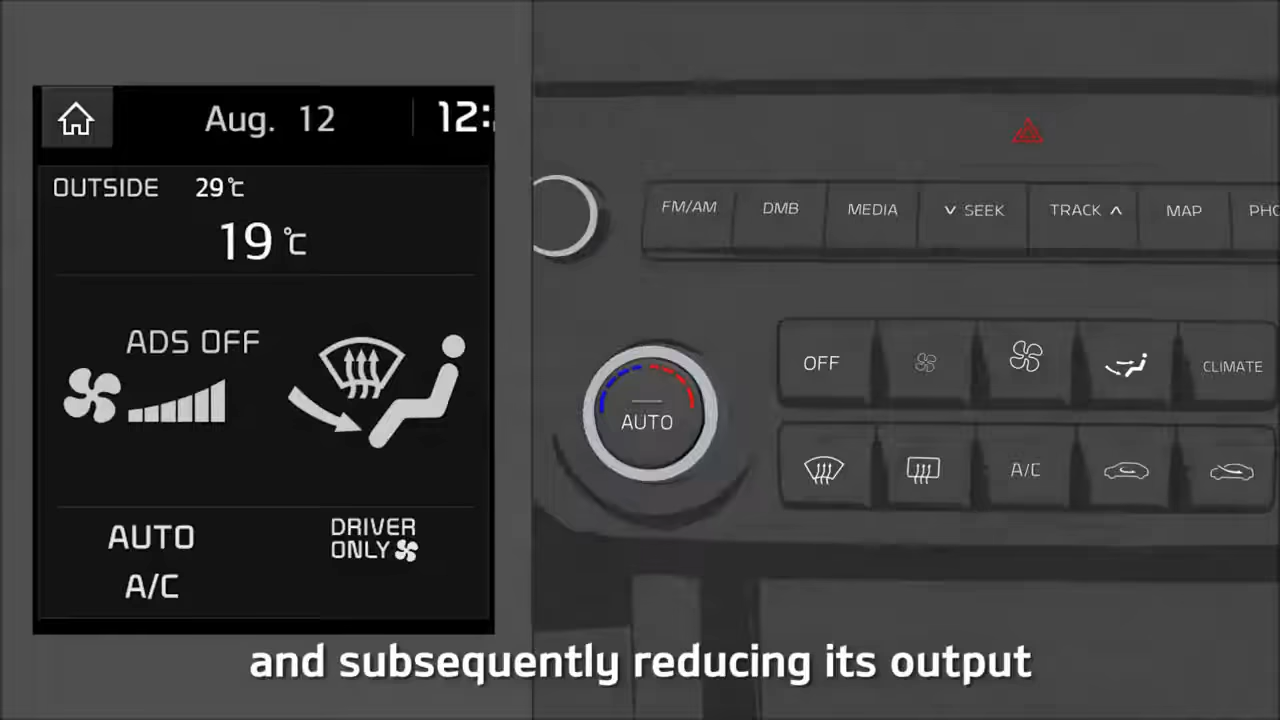 Aug. 12
12:
OUTSIDE 29℃
19℃
ADS OFF
AUTO
A/C
DRIVER
ONLY
FM/AM
DMB
MEDIA
SEEK
TRACK
MAP
AUTO
OFF
CLIMATE
A/C
and subsequently reducing its output